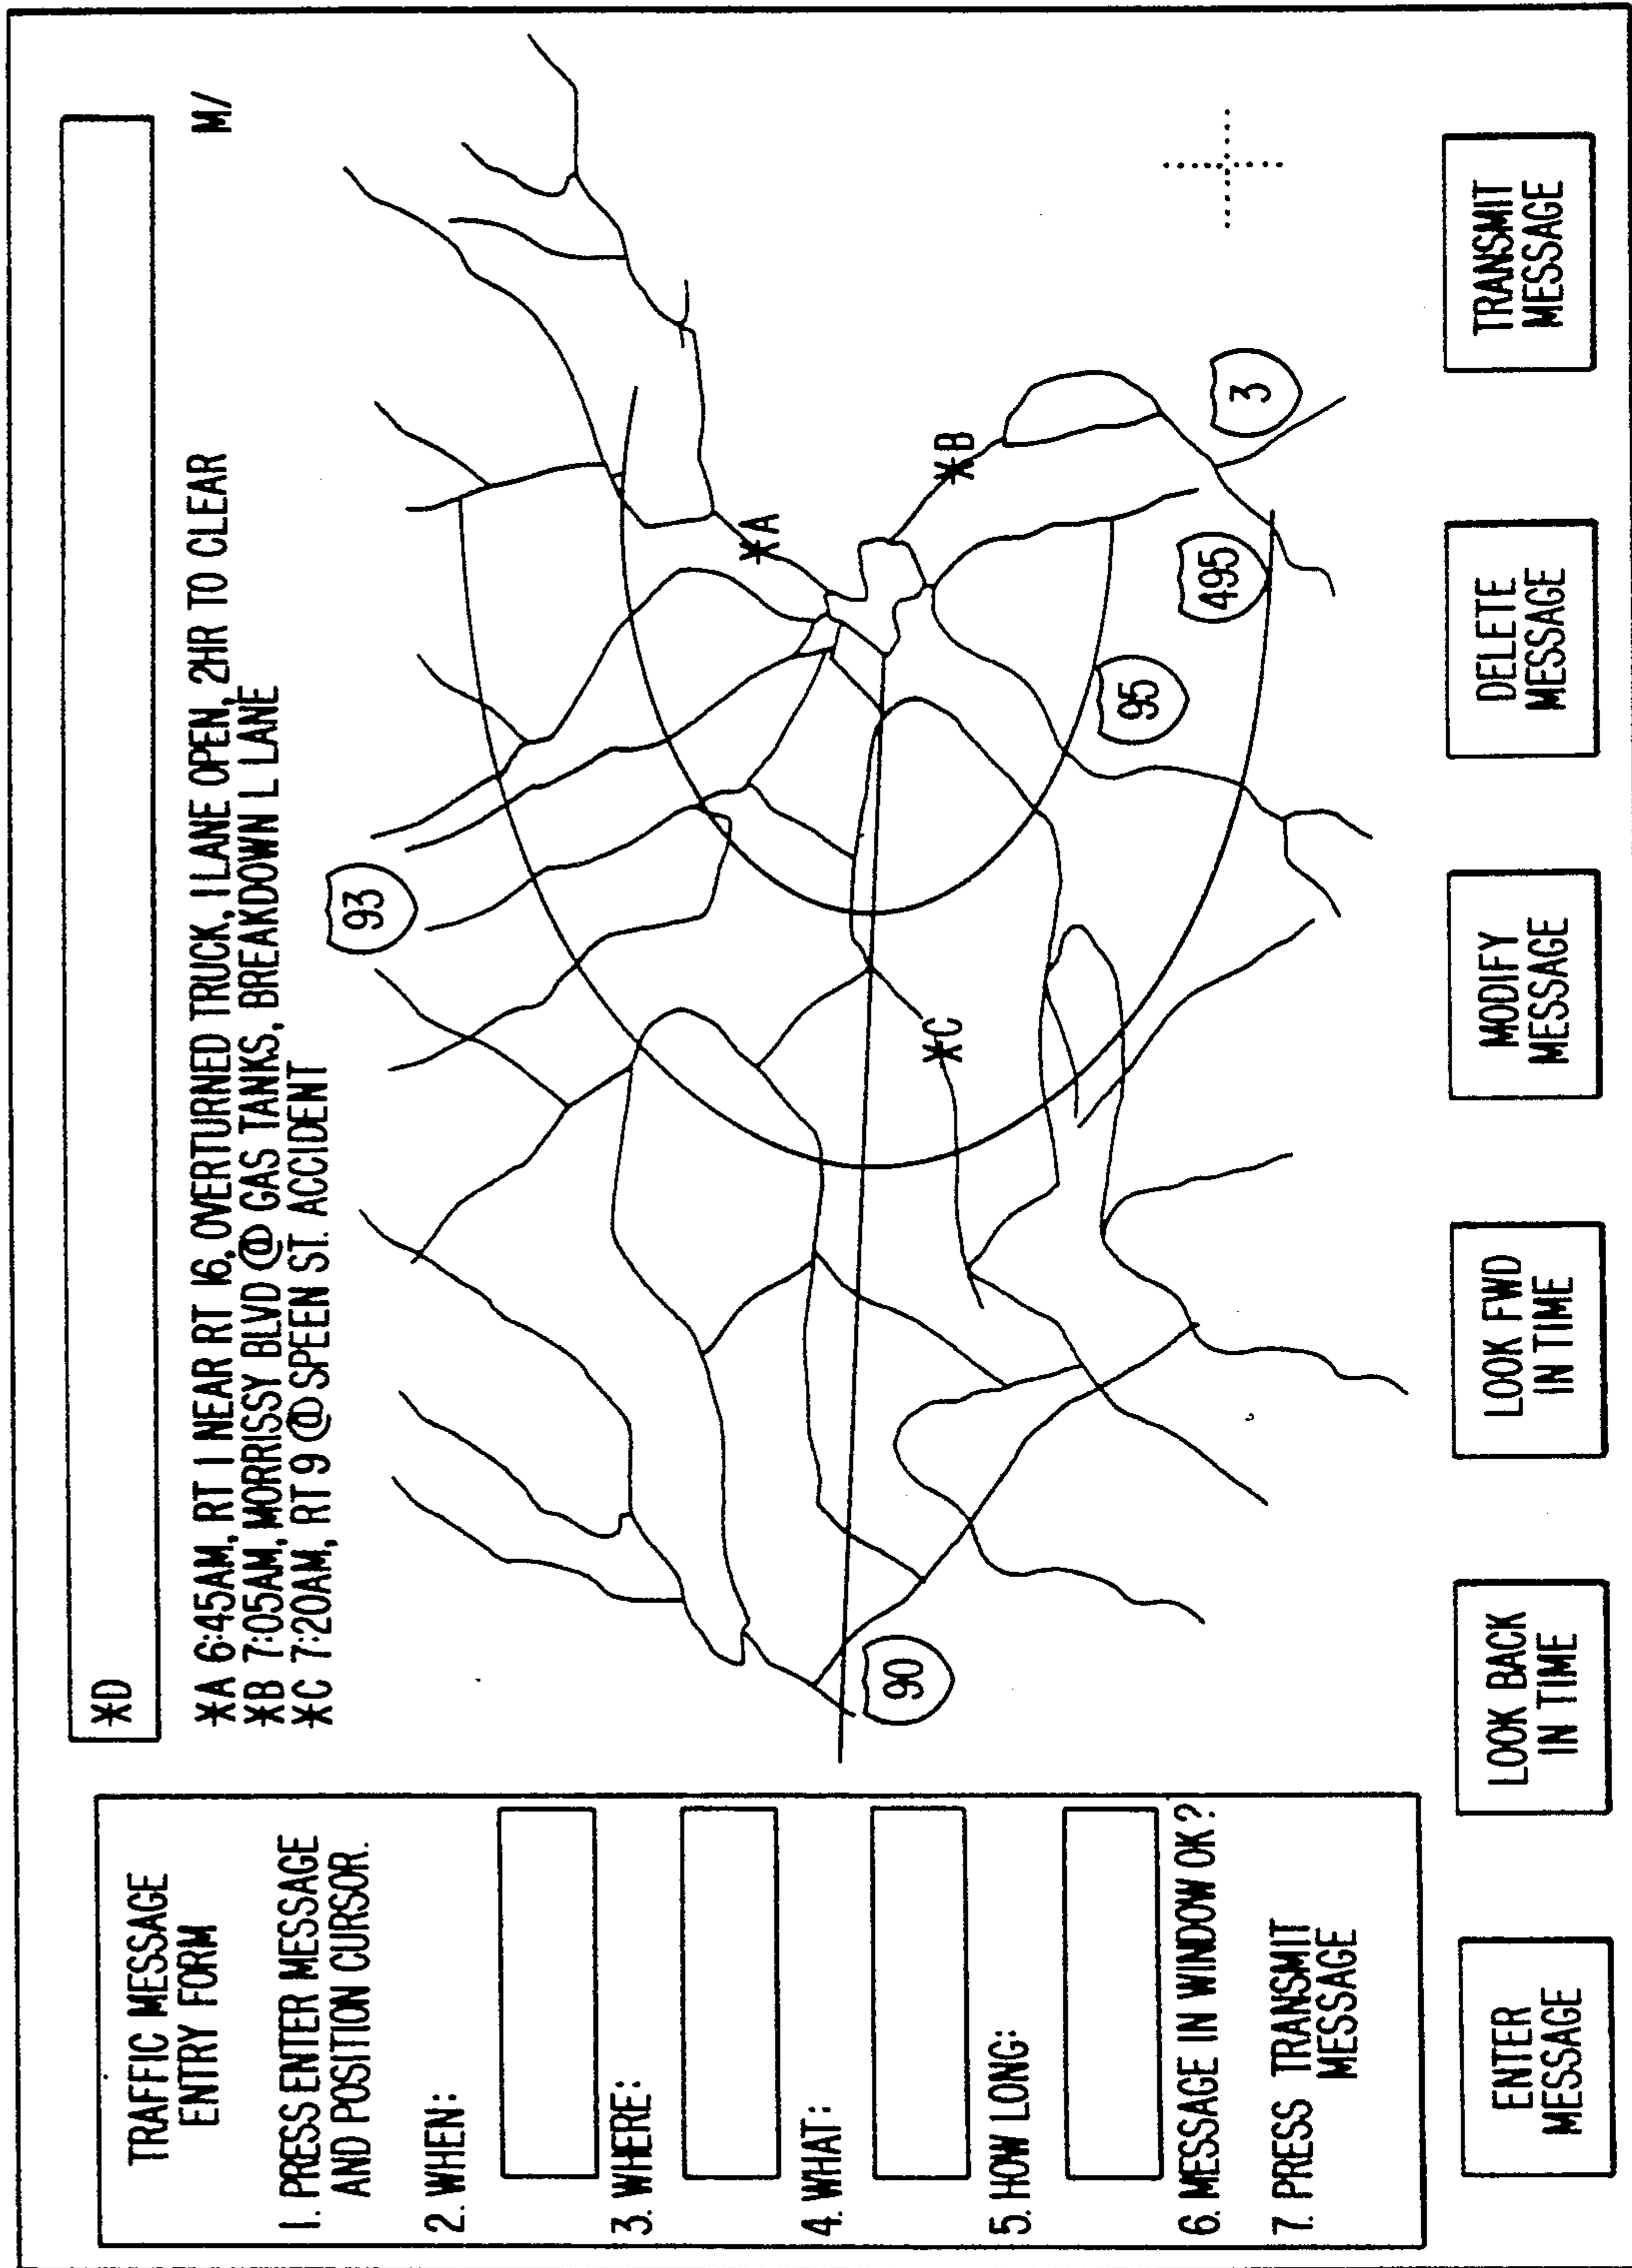 TRAFFIC MESSAGE
ENTRY FORM
1. PRESS ENTER MESSAGE
AND POSITION CURSOR.
2. WHEN:
3. WHERE:
4. WHAT:
5. HOW LONG:
6. MESSAGE IN WINDOW OK?
7. PRESS TRANSMIT
MESSAGE
*D
*A 6:45AM, RT 1 NEAR RT 16, OVERTURNED TRUCK, 1 LANE OPEN, 2HR TO CLEAR M/
*B 7:05AM, MORRISSY BLVD @ GAS TANKS, BREAKDOWN L LANE
*C 7:20AM, RT 9 @ SPEEN ST. ACCIDENT
93
*A
*B
*C
90
95
495
3
ENTER
MESSAGE
LOOK BACK
IN TIME
LOOK FWD
IN TIME
MODIFY
MESSAGE
DELETE
MESSAGE
TRANSMIT
MESSAGE